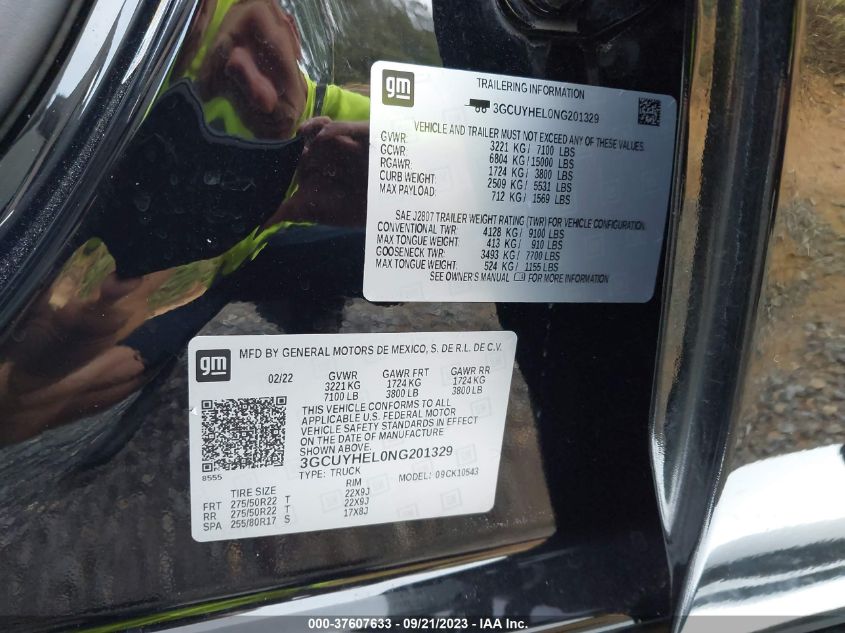 gm
TRAILERING INFORMATION
3GCUYHEL0NG201329
VEHICLE AND TRAILER MUST NOT EXCEED ANY OF THESE VALUES.
GVWR: 3221 KG/ 7100 LBS
GCWR: 6804 KG/ 15000 LBS
RGAWR: 1724 KG/ 3800 LBS
CURB WEIGHT: 2509 KG/ 5531 LBS
MAX PAYLOAD: 712 KG/ 1569 LBS
SAE J2807 TRAILER WEIGHT RATING (TWR) FOR VEHICLE CONFIGURATION
CONVENTIONAL TWR: 4128 KG/ 9100 LBS
MAX TONGUE WEIGHT: 413 KG/ 910 LBS
GOOSENECK TWR: 3493 KG/ 7700 LBS
MAX TONGUE WEIGHT: 524 KG/ 1155 LBS
SEE OWNER'S MANUAL FOR MORE INFORMATION
gm MFD BY GENERAL MOTORS DE MEXICO, S. DE R.L. DE C.V.
02/22 GVWR GAWR FRT GAWR RR
3221 KG 1724 KG 1724 KG
7100 LB 3800 LB 3800 LB
THIS VEHICLE CONFORMS TO ALL
APPLICABLE U.S. FEDERAL MOTOR
VEHICLE SAFETY STANDARDS IN EFFECT
ON THE DATE OF MANUFACTURE
SHOWN ABOVE.
3GCUYHEL0NG201329
8555 TYPE: TRUCK MODEL: 09CK10543
TIRE SIZE RIM
FRT 275/50R22 T 22X9J
RR 275/50R22 T 22X9J
SPA 255/80R17 S 17X8J
000-37607633 - 09/21/2023 - IAA Inc.